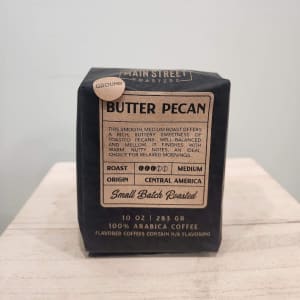 MAIN STREET
ROASTERS
GROUND
BUTTER PECAN
THIS SMOOTH, MEDIUM ROAST OFFERS
A RICH, BUTTERY SWEETNESS OF
TOASTED PECANS. WELL-BALANCED
AND MELLOW, IT FINISHES WITH
WARM NUTTY NOTES. AN IDEAL
CHOICE FOR RELAXED MORNINGS.
ROAST MEDIUM
ORIGIN CENTRAL AMERICA
Small Batch Roasted
10 OZ | 283 GR
100% ARABICA COFFEE
FLAVORED COFFEES CONTAIN N/A FLAVORING